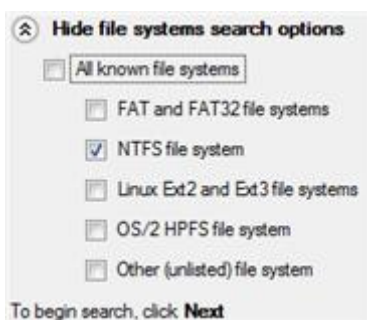 Hide file systems search options
All known file systems
FAT and FAT32 file systems
NTFS file system
Linux Ext2 and Ext3 file systems
OS/2 HPFS file system
Other (unlisted) file system
To begin search, click Next